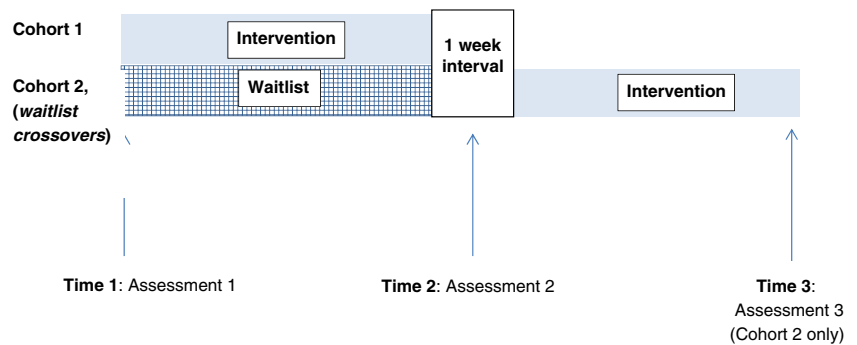 Cohort 1
Intervention
1 week
interval
Cohort 2,
(waitlist
crossovers)
Waitlist
Intervention
Time 1: Assessment 1
Time 2: Assessment 2
Time 3:
Assessment 3
(Cohort 2 only)